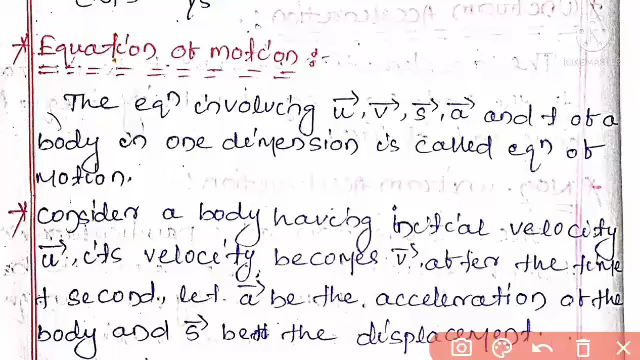 * Equation of motion :-
The eqⁿ involving u⃗, v⃗, s⃗, a⃗ and t of a
body in one dimension is called eqⁿ of
motion.
* Consider a body having initial velocity
u⃗, its velocity becomes v⃗, after the time
t second, let a⃗ be the acceleration of the
body and s⃗ be the displacement.